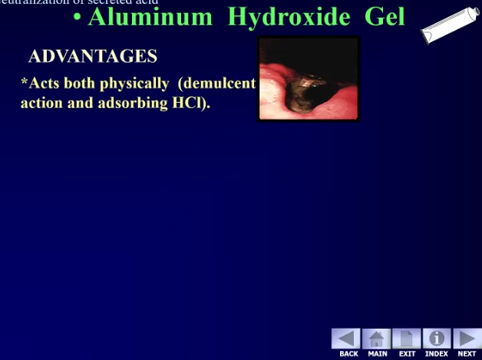 Neutralization of secreted acid
• Aluminum Hydroxide Gel
ADVANTAGES
*Acts both physically (demulcent
action and adsorbing HCl).
BACK MAIN EXIT INDEX NEXT